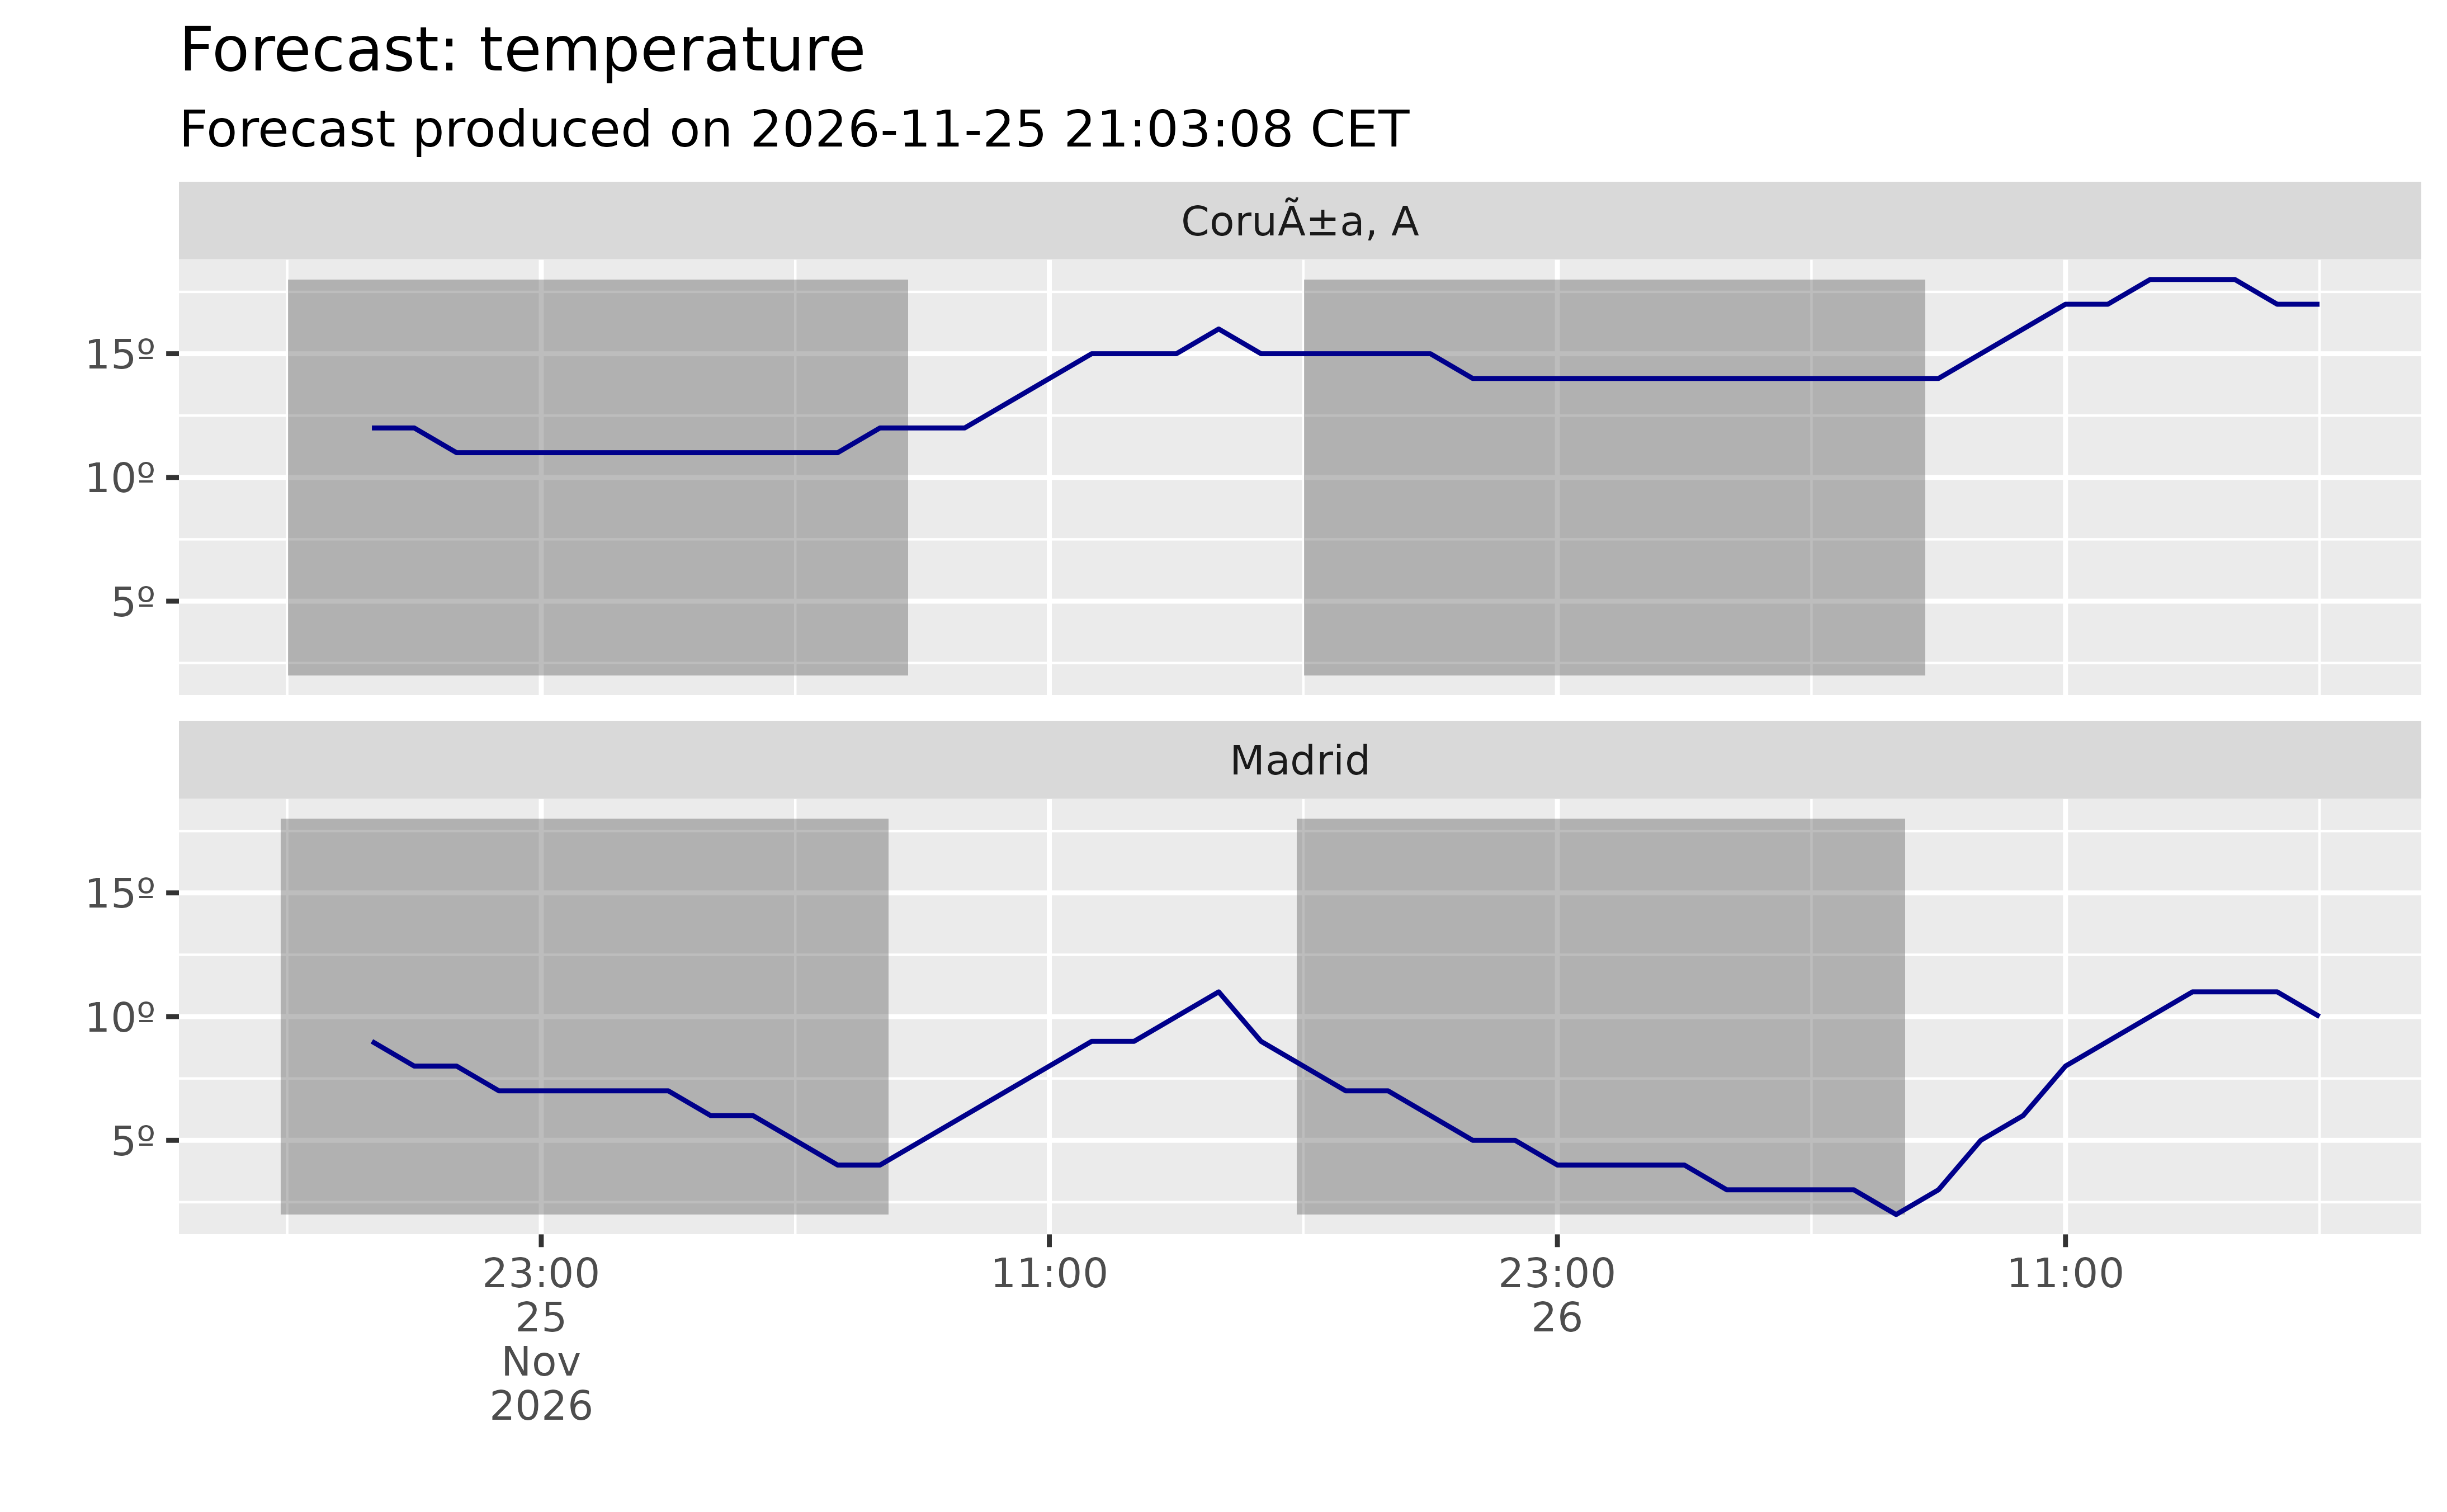 Forecast: temperature
Forecast produced on 2026-11-25 21:03:08 CET
CoruÃ±a, A
15º
10º
5º
Madrid
15º
10º
5º
23:00 11:00 23:00 11:00
25 26
Nov
2026